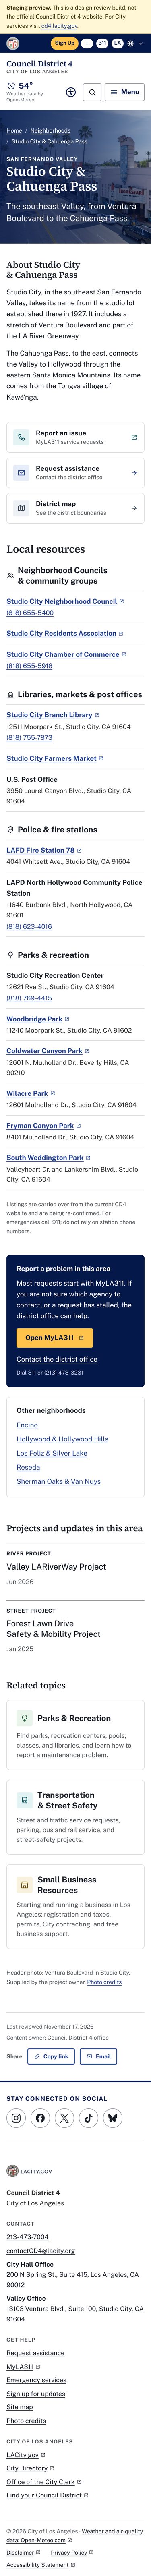 Staging preview. This is a design review build, not
the official Council District 4 website. For City
services visit cd4.lacity.gov.
Sign Up
311
LA
Council District 4
CITY OF LOS ANGELES
54°
Weather data by
Open-Meteo
Menu
Home / Neighborhoods
/ Studio City & Cahuenga Pass
SAN FERNANDO VALLEY
Studio City &
Cahuenga Pass
The southeast Valley, from Ventura
Boulevard to the Cahuenga Pass.
About Studio City
& Cahuenga Pass
Studio City, in the southeast San Fernando
Valley, takes its name from the studio lot
established there in 1927. It includes a
stretch of Ventura Boulevard and part of
the LA River Greenway.
The Cahuenga Pass, to the east, connects
the Valley to Hollywood through the
eastern Santa Monica Mountains. Its name
comes from the Tongva village of
Kawe'nga.
Report an issue
MyLA311 service requests
Request assistance
Contact the district office
District map
See the district boundaries
Local resources
Neighborhood Councils
& community groups
Studio City Neighborhood Council
(818) 655-5400
Studio City Residents Association
Studio City Chamber of Commerce
(818) 655-5916
Libraries, markets & post offices
Studio City Branch Library
12511 Moorpark St., Studio City, CA 91604
(818) 755-7873
Studio City Farmers Market
U.S. Post Office
3950 Laurel Canyon Blvd., Studio City, CA
91604
Police & fire stations
LAFD Fire Station 78
4041 Whitsett Ave., Studio City, CA 91604
LAPD North Hollywood Community Police
Station
11640 Burbank Blvd., North Hollywood, CA
91601
(818) 623-4016
Parks & recreation
Studio City Recreation Center
12621 Rye St., Studio City, CA 91604
(818) 769-4415
Woodbridge Park
11240 Moorpark St., Studio City, CA 91602
Coldwater Canyon Park
12601 N. Mulholland Dr., Beverly Hills, CA
90210
Wilacre Park
12601 Mulholland Dr., Studio City, CA 91604
Fryman Canyon Park
8401 Mulholland Dr., Studio City, CA 91604
South Weddington Park
Valleyheart Dr. and Lankershim Blvd., Studio
City, CA 91604
Listings are carried over from the current CD4
website and are being re-confirmed. For
emergencies call 911; do not rely on station phone
numbers.
Report a problem in this area
Most requests start with MyLA311. If
you are not sure which agency to
contact, or a request has stalled, the
district office can help.
Open MyLA311
Contact the district office
Dial 311 or (213) 473-3231
Other neighborhoods
Encino
Hollywood & Hollywood Hills
Los Feliz & Silver Lake
Reseda
Sherman Oaks & Van Nuys
Projects and updates in this area
RIVER PROJECT
Valley LARiverWay Project
Jun 2026
STREET PROJECT
Forest Lawn Drive
Safety & Mobility Project
Jan 2025
Related topics
Parks & Recreation
Find parks, recreation centers, pools,
classes, and libraries, and learn how to
report a maintenance problem.
Transportation
& Street Safety
Street and traffic service requests,
parking, bus and rail service, and
street-safety projects.
Small Business
Resources
Starting and running a business in Los
Angeles: registration and taxes,
permits, City contracting, and free
business support.
Header photo: Ventura Boulevard in Studio City.
Supplied by the project owner. Photo credits
Last reviewed November 17, 2026
Content owner: Council District 4 office
Share
Copy link
Email
STAY CONNECTED ON SOCIAL
LACITY.GOV
Council District 4
City of Los Angeles
CONTACT
213-473-7004
contactCD4@lacity.org
City Hall Office
200 N Spring St., Suite 415, Los Angeles, CA
90012
Valley Office
13103 Ventura Blvd., Suite 100, Studio City, CA
91604
GET HELP
Request assistance
MyLA311
Emergency services
Sign up for updates
Site map
Photo credits
CITY OF LOS ANGELES
LACity.gov
City Directory
Office of the City Clerk
Find your Council District
© 2026 City of Los Angeles · Weather and air-quality
data: Open-Meteo.com
Disclaimer
Privacy Policy
Accessibility Statement